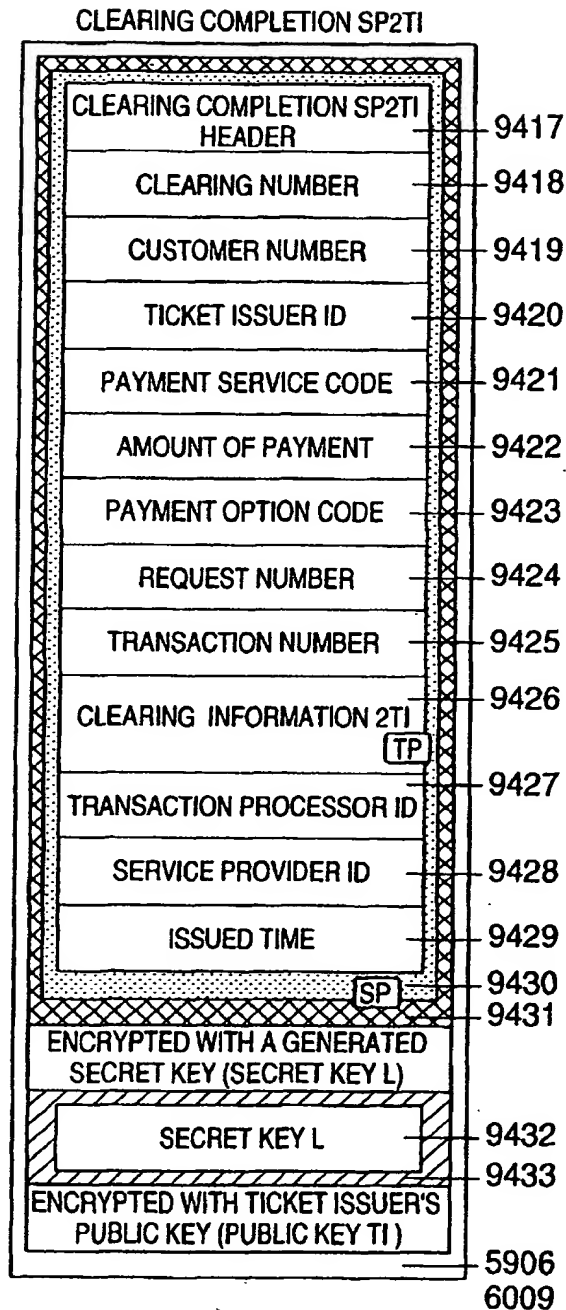 CLEARING COMPLETION SP2TI
CLEARING COMPLETION SP2TI
HEADER
9417
CLEARING NUMBER
9418
CUSTOMER NUMBER
9419
TICKET ISSUER ID
9420
PAYMENT SERVICE CODE
9421
AMOUNT OF PAYMENT
9422
PAYMENT OPTION CODE
9423
REQUEST NUMBER
9424
TRANSACTION NUMBER
9425
9426
CLEARING INFORMATION 2TI
TP
9427
TRANSACTION PROCESSOR ID
SERVICE PROVIDER ID
9428
ISSUED TIME
9429
9430
SP
9431
ENCRYPTED WITH A GENERATED
SECRET KEY (SECRET KEY L)
SECRET KEY L
9432
9433
ENCRYPTED WITH TICKET ISSUER'S
PUBLIC KEY (PUBLIC KEY TI )
5906
6009